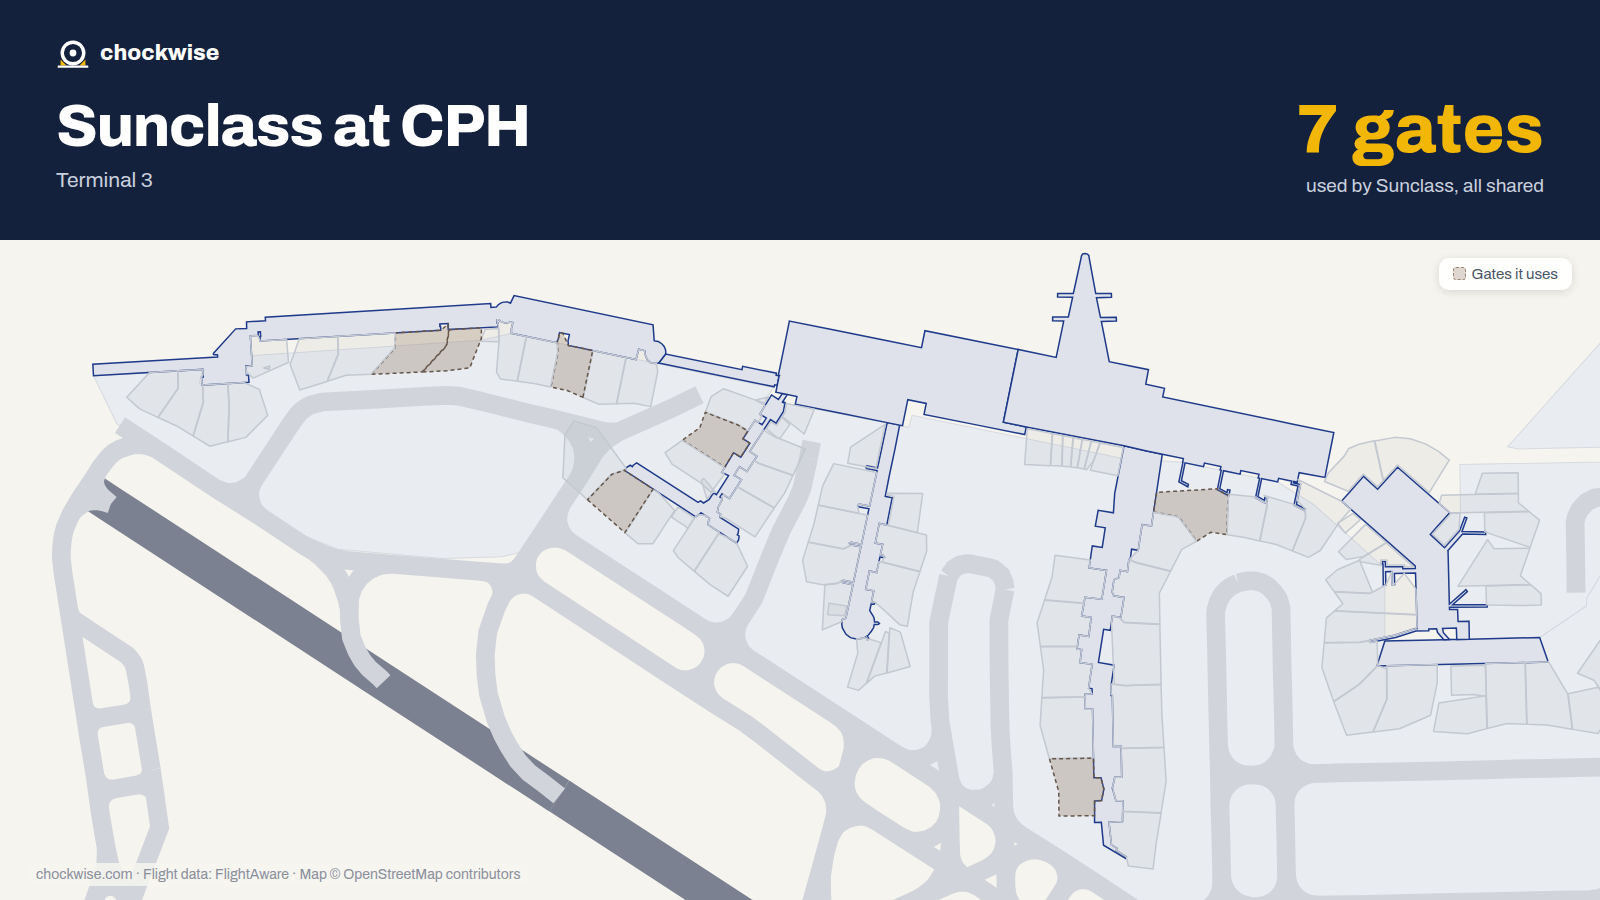 chockwise
Sunclass at CPH
Terminal 3
7 gates
used by Sunclass, all shared
Gates it uses
chockwise.com · Flight data: FlightAware · Map © OpenStreetMap contributors